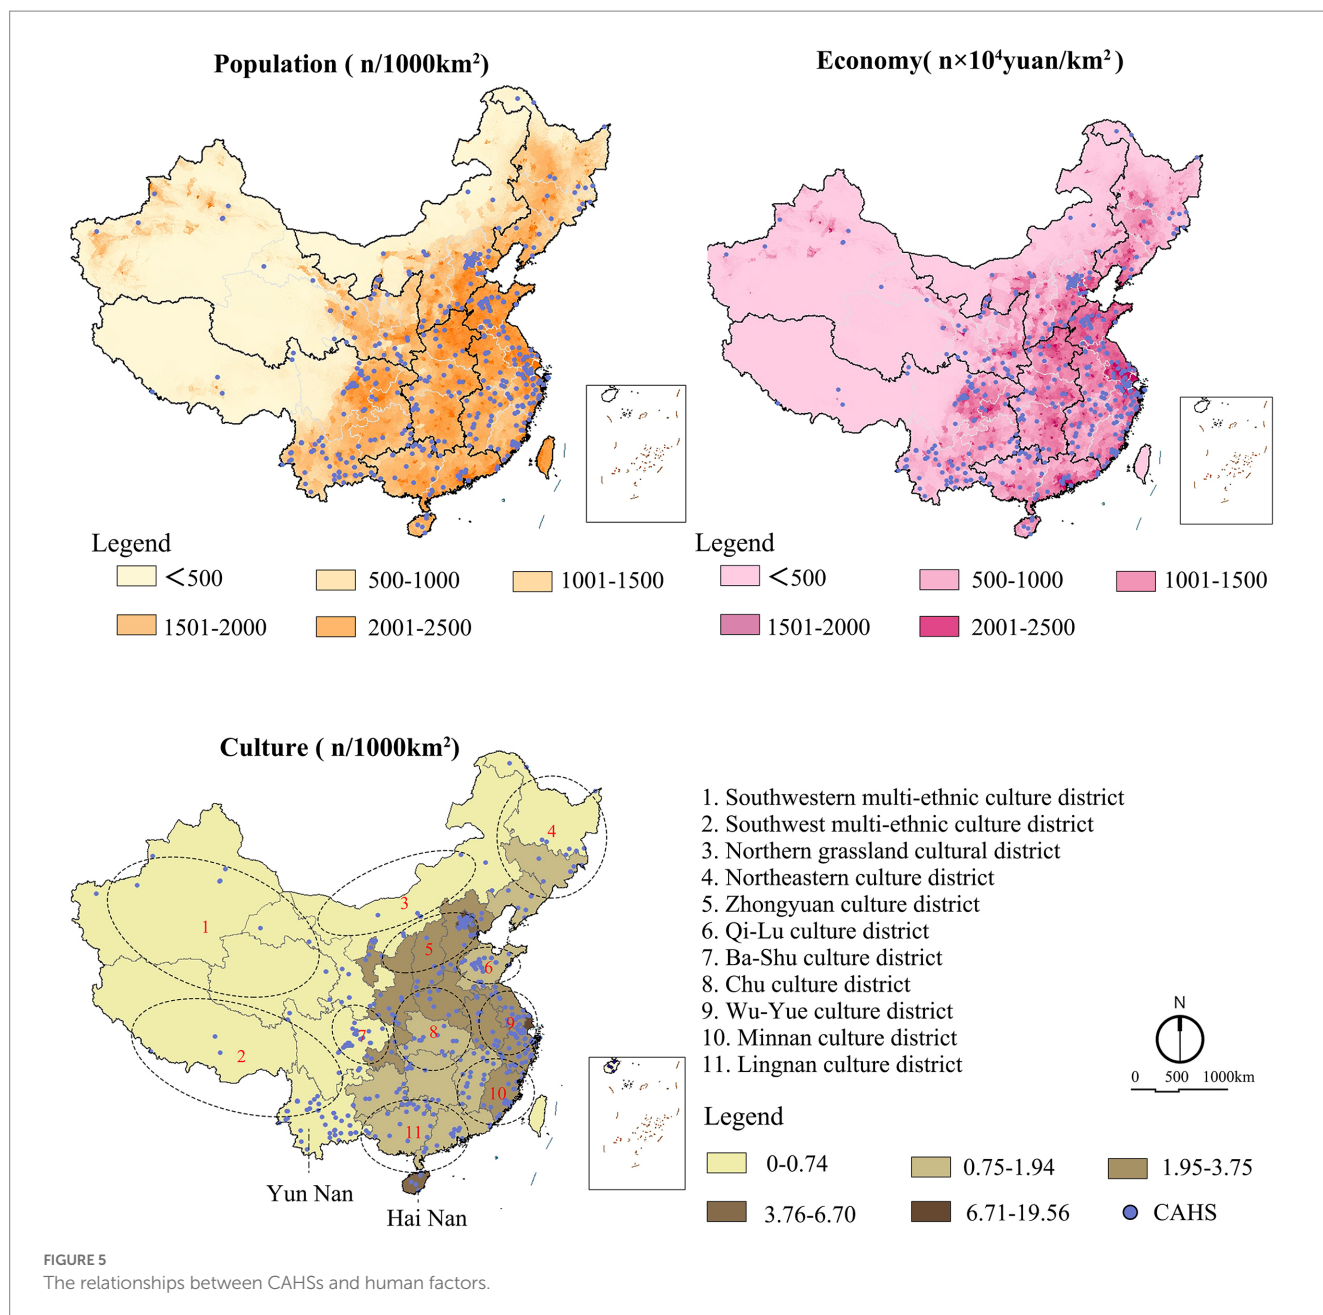 Population ( n/1000km²)
Economy( n×10⁴yuan/km² )
Legend
<500
500-1000
1001-1500
1501-2000
2001-2500
Legend
<500
500-1000
1001-1500
1501-2000
2001-2500
Culture ( n/1000km²)
1
2
3
4
5
6
7
8
9
10
11
Yun Nan
Hai Nan
1. Southwestern multi-ethnic culture district
2. Southwest multi-ethnic culture district
3. Northern grassland cultural district
4. Northeastern culture district
5. Zhongyuan culture district
6. Qi-Lu culture district
7. Ba-Shu culture district
8. Chu culture district
9. Wu-Yue culture district
10. Minnan culture district
11. Lingnan culture district
N
0 500 1000km
Legend
0-0.74
0.75-1.94
1.95-3.75
3.76-6.70
6.71-19.56
CAHS
FIGURE 5
The relationships between CAHSs and human factors.